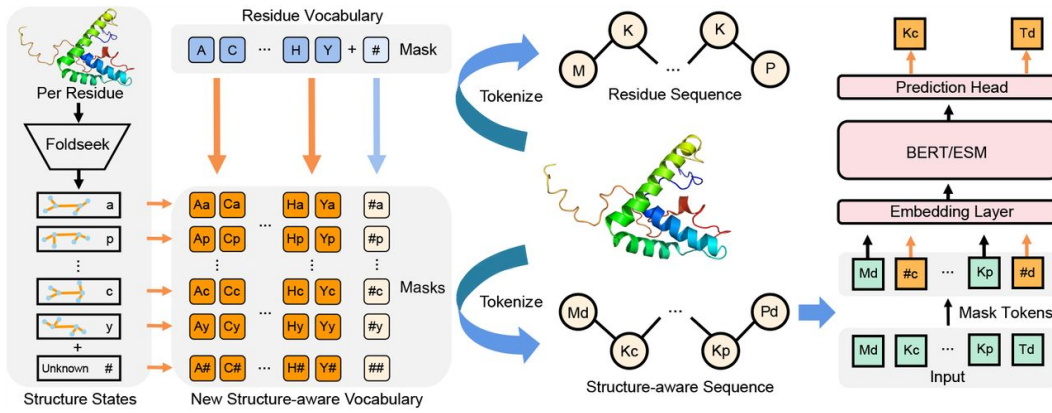 Per Residue
Foldseek
a
p
⋮
c
y
+
Unknown #
Structure States
Residue Vocabulary
A C ... H Y + # Mask
Aa Ca ... Ha Ya #a
Ap Cp Hp Yp #p
⋮ ⋮ ⋮
Ac Cc Hc Yc #c
Masks
Ay Cy ... Hy Yy #y
A# C# H# Y# ##
New Structure-aware Vocabulary
Tokenize
M K ... K P
Residue Sequence
Tokenize
Md Kc ... Kp Pd
Structure-aware Sequence
Kc Td
Prediction Head
BERT/ESM
Embedding Layer
Md #c ... Kp #d
Mask Tokens
Md Kc ... Kp Td
Input